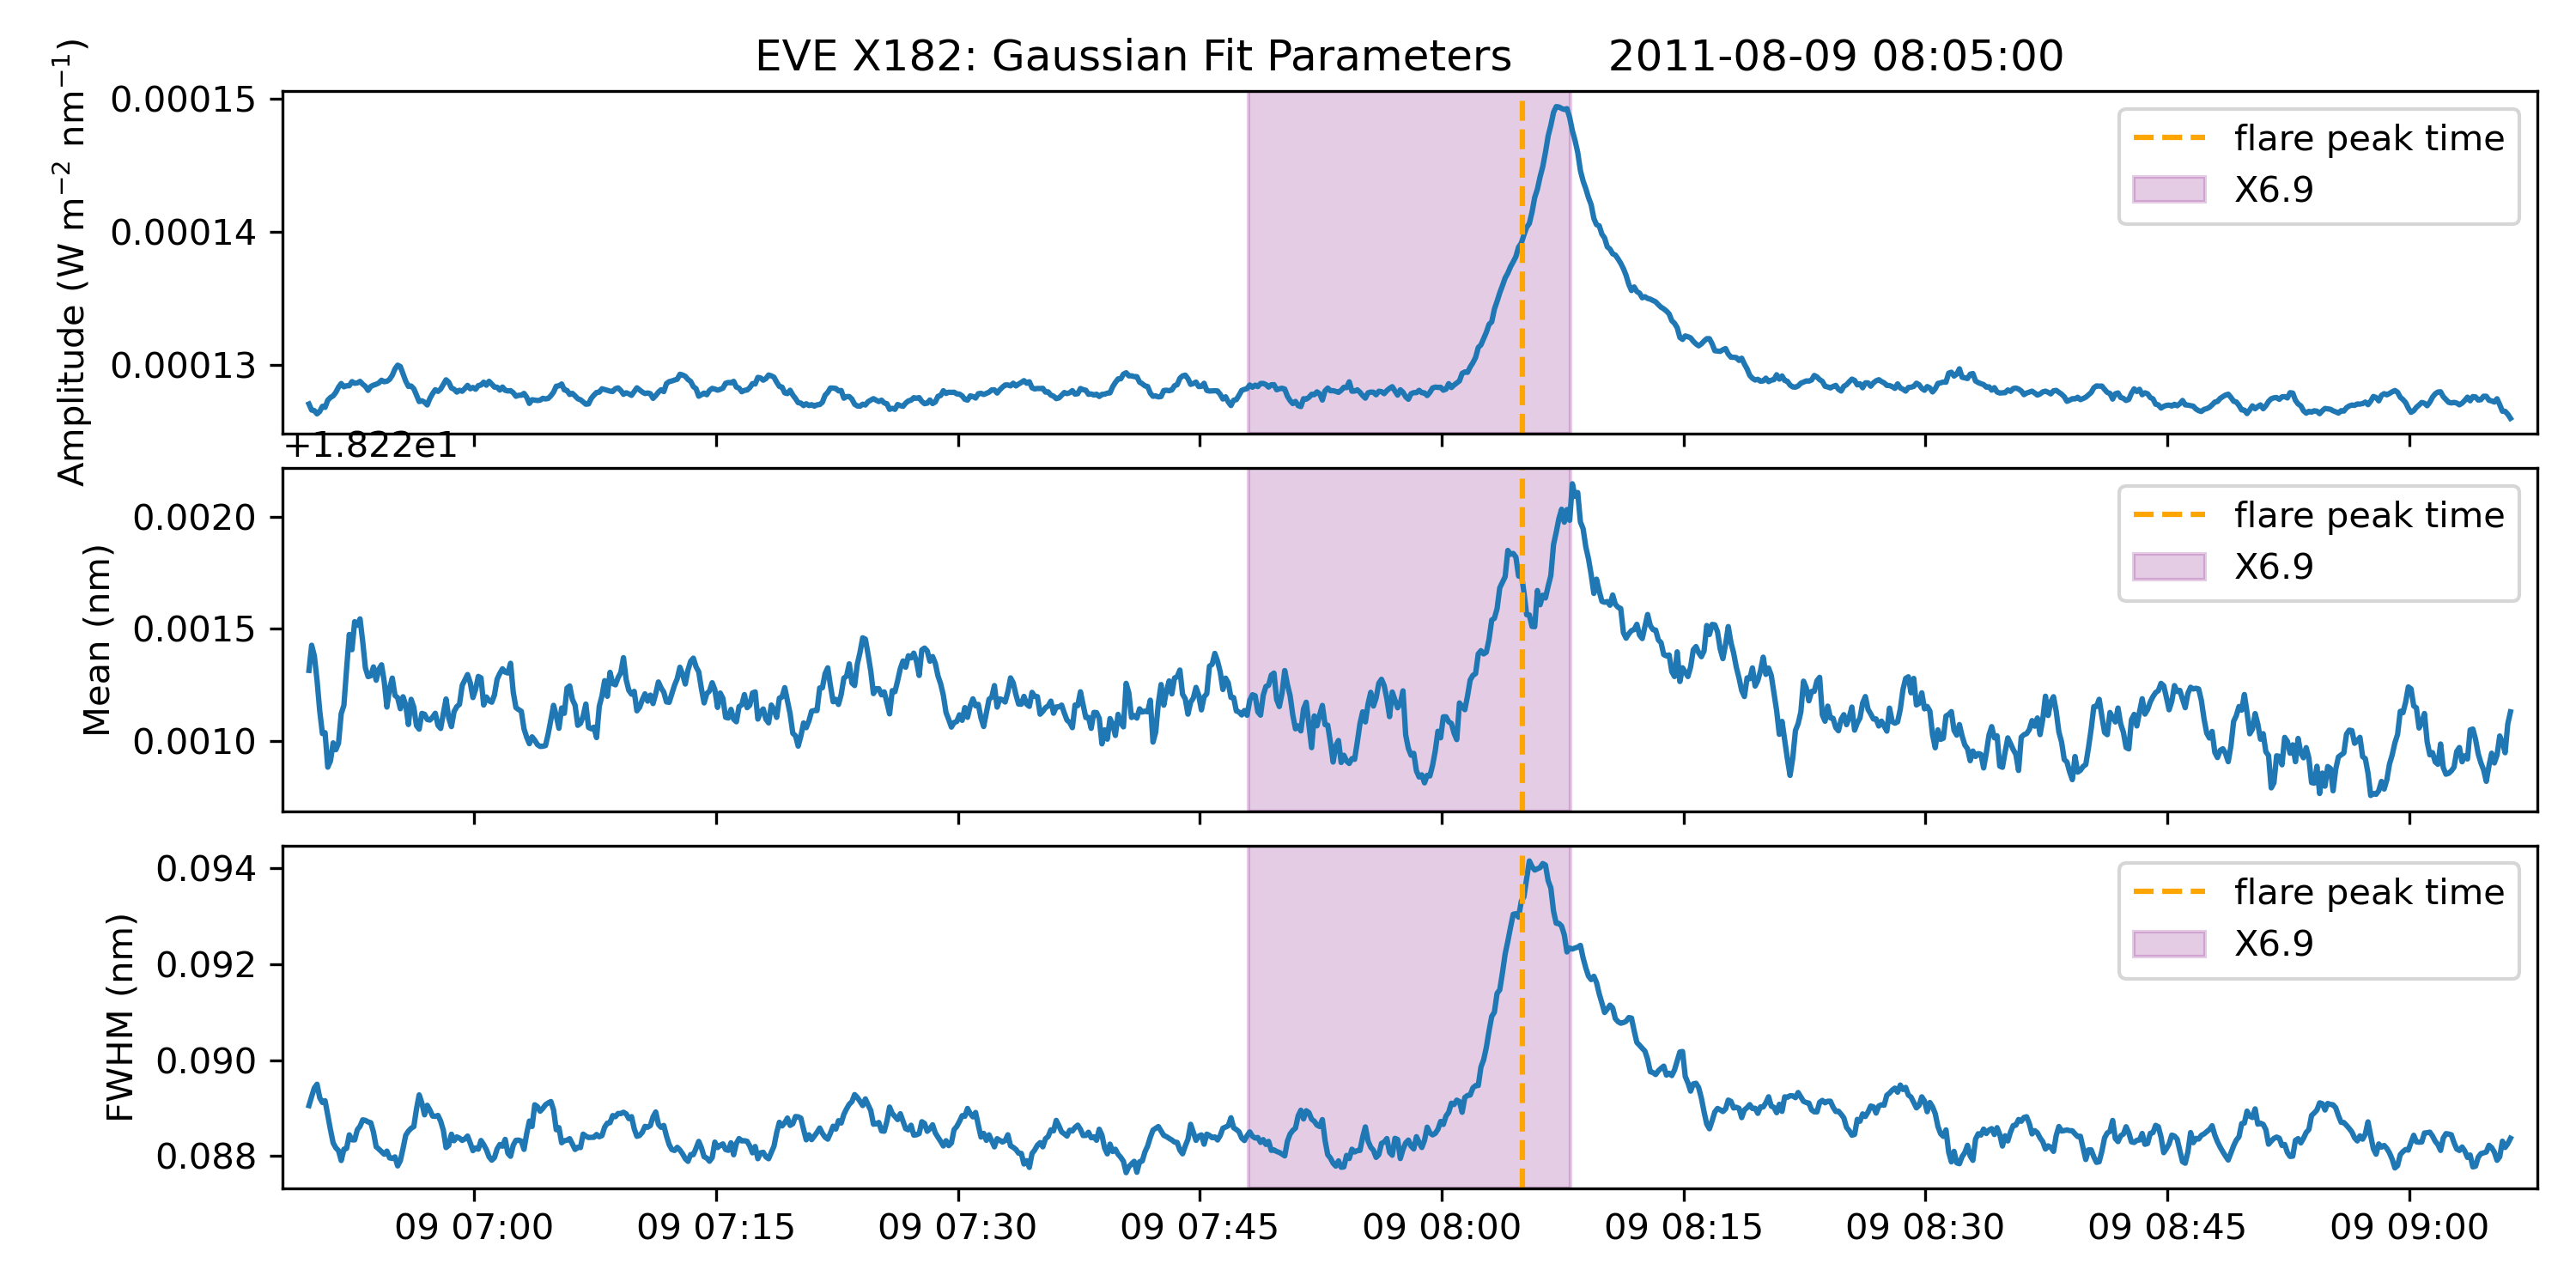 EVE X182: Gaussian Fit Parameters 2011-08-09 08:05:00
Amplitude (W m⁻² nm⁻¹)
0.00015
0.00014
0.00013
flare peak time
X6.9
+1.822e1
Mean (nm)
0.0020
0.0015
0.0010
flare peak time
X6.9
FWHM (nm)
0.094
0.092
0.090
0.088
flare peak time
X6.9
09 07:00 09 07:15 09 07:30 09 07:45 09 08:00 09 08:15 09 08:30 09 08:45 09 09:00